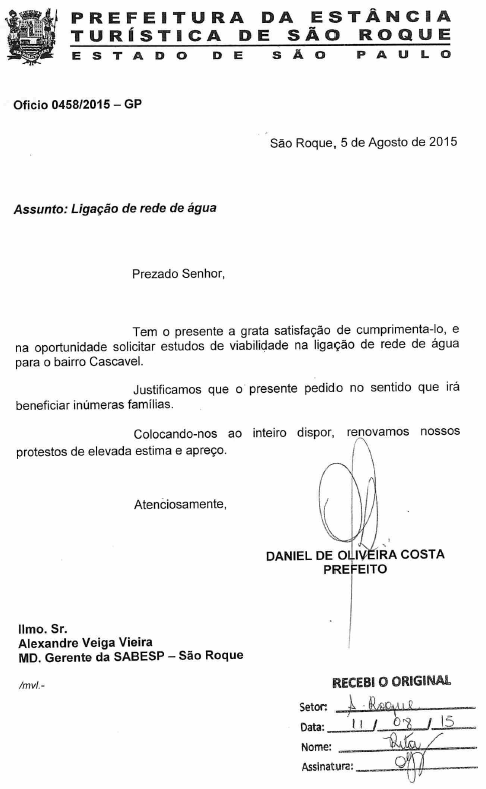 PREFEITURA DA ESTÂNCIA
TURÍSTICA DE SÃO ROQUE
ESTADO DE SÃO PAULO
Oficio 0458/2015 – GP
São Roque, 5 de Agosto de 2015
Assunto: Ligação de rede de água
Prezado Senhor,
Tem o presente a grata satisfação de cumprimenta-lo, e
na oportunidade solicitar estudos de viabilidade na ligação de rede de água
para o bairro Cascavel.
Justificamos que o presente pedido no sentido que irá
beneficiar inúmeras famílias.
Colocando-nos ao inteiro dispor, renovamos nossos
protestos de elevada estima e apreço.
Atenciosamente,
DANIEL DE OLIVEIRA COSTA
PREFEITO
Ilmo. Sr.
Alexandre Veiga Vieira
MD. Gerente da SABESP – São Roque
/mvl.-
RECEBI O ORIGINAL
Setor: S. Roque
Data: 11 / 08 / 15
Nome: Rita
Assinatura: